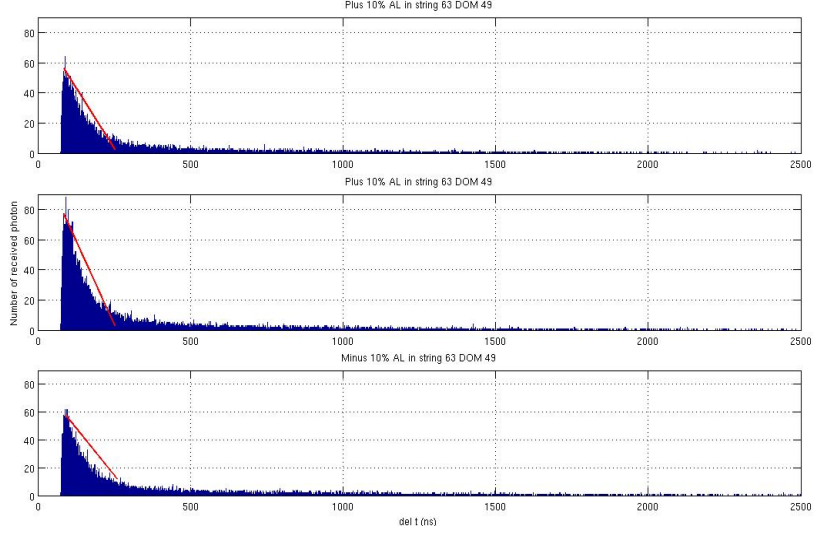 Plus 10% AL in string 63 DOM 49
80
60
40
20
0
0 500 1000 1500 2000 2500
Plus 10% AL in string 63 DOM 49
Number of received photon
80
60
40
20
0
0 500 1000 1500 2000 2500
Minus 10% AL in string 63 DOM 49
80
60
40
20
0
0 500 1000 1500 2000 2500
del t (ns)